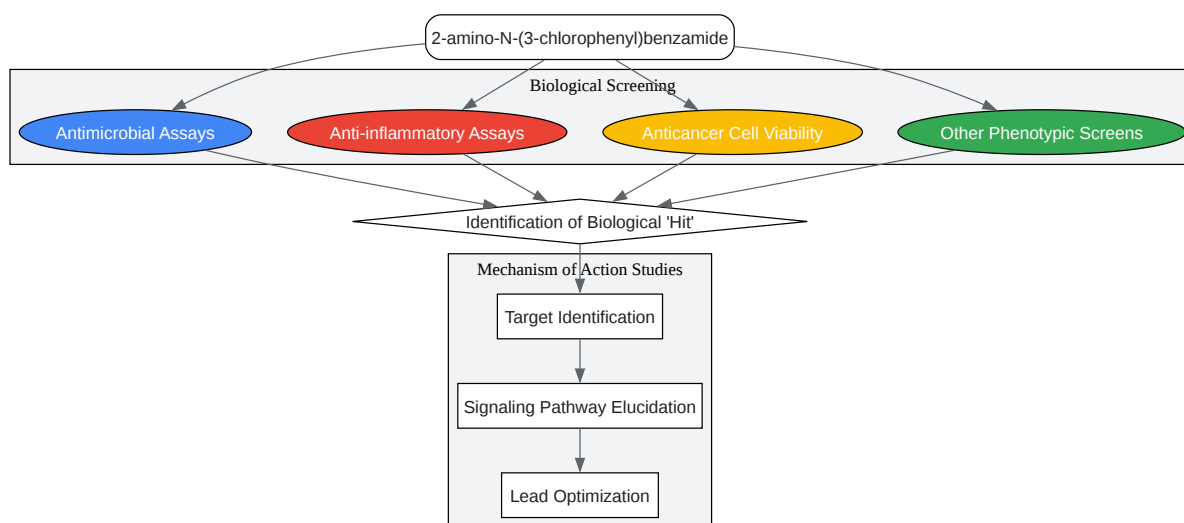 2-amino-N-(3-chlorophenyl)benzamide
Biological Screening
Antimicrobial Assays
Anti-inflammatory Assays
Anticancer Cell Viability
Other Phenotypic Screens
Identification of Biological 'Hit'
Mechanism of Action Studies
Target Identification
Signaling Pathway Elucidation
Lead Optimization